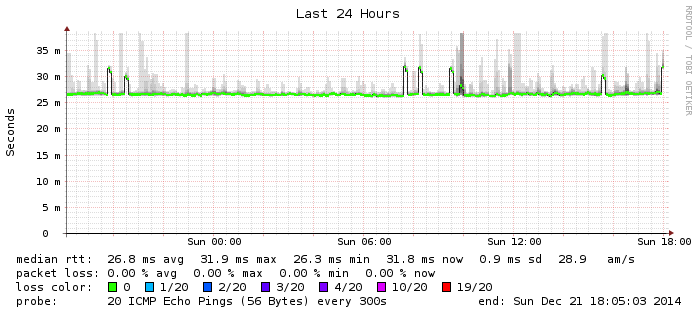 Last 24 Hours
RRDTOOL / TOBI OETIKER
Seconds
35 m
30 m
25 m
20 m
15 m
10 m
5 m
0
Sun 00:00 Sun 06:00 Sun 12:00 Sun 18:00
median rtt: 26.8 ms avg 31.9 ms max 26.3 ms min 31.8 ms now 0.9 ms sd 28.9 am/s
packet loss: 0.00 % avg 0.00 % max 0.00 % min 0.00 % now
loss color: 0 1/20 2/20 3/20 4/20 10/20 19/20
probe: 20 ICMP Echo Pings (56 Bytes) every 300s end: Sun Dec 21 18:05:03 2014